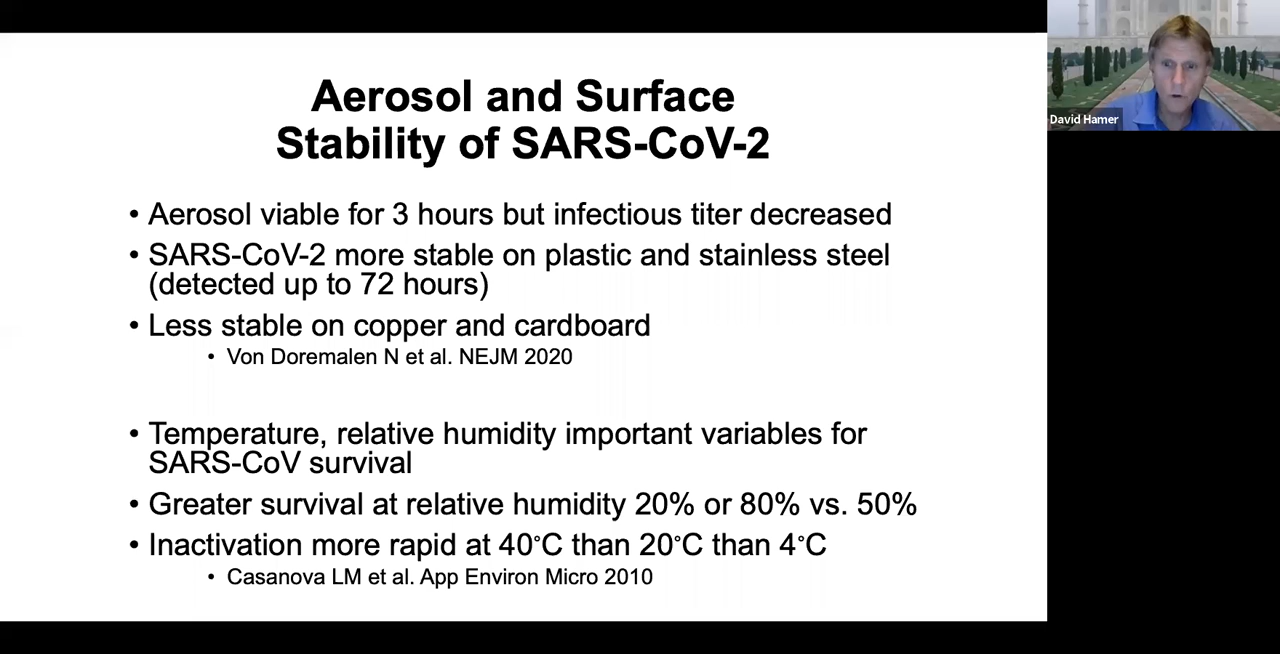 Aerosol and Surface
Stability of SARS-CoV-2
David Hamer
• Aerosol viable for 3 hours but infectious titer decreased
• SARS-CoV-2 more stable on plastic and stainless steel
(detected up to 72 hours)
• Less stable on copper and cardboard
• Von Doremalen N et al. NEJM 2020
• Temperature, relative humidity important variables for
SARS-CoV survival
• Greater survival at relative humidity 20% or 80% vs. 50%
• Inactivation more rapid at 40°C than 20°C than 4°C
• Casanova LM et al. App Environ Micro 2010